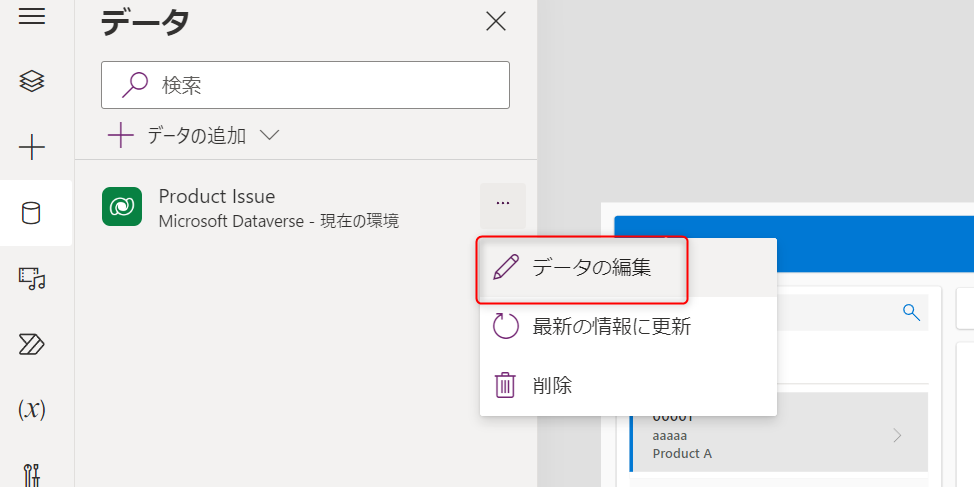 データ
検索
データの追加
Product Issue
Microsoft Dataverse - 現在の環境
...
データの編集
最新の情報に更新
削除
(x)
00001
aaaaa
Product A